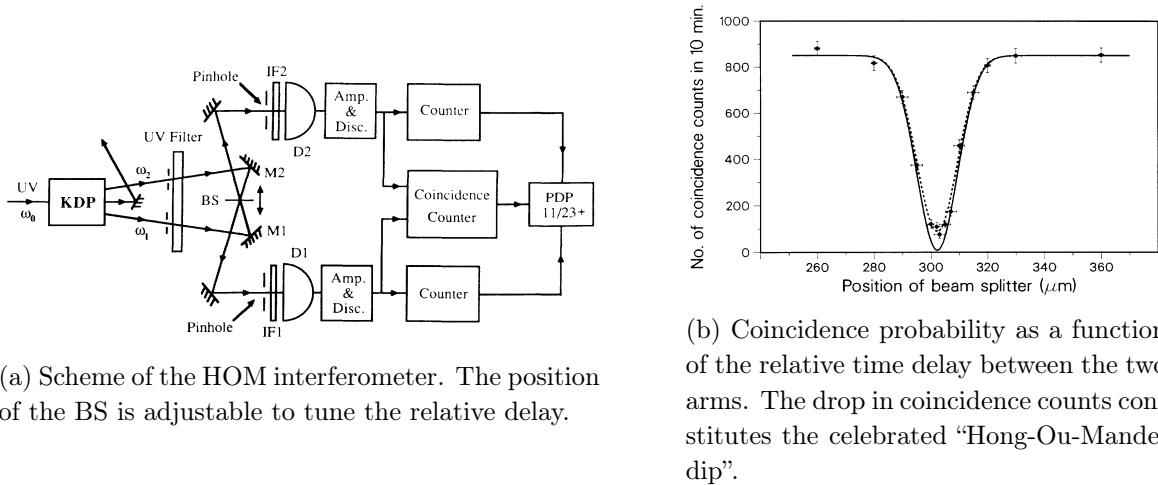 IF2
Pinhole
Amp.
&
Disc.
Counter
UV Filter
D2
M2
ω₂
UV
ω₀
KDP
BS
Coincidence
Counter
PDP
11/23+
ω₁
M1
D1
Amp.
&
Disc.
Counter
Pinhole
IF1
(a) Scheme of the HOM interferometer. The position
of the BS is adjustable to tune the relative delay.
No. of coincidence counts in 10 min.
1000
800
600
400
200
0
260 280 300 320 340 360
Position of beam splitter (μm)
(b) Coincidence probability as a function
of the relative time delay between the two
arms. The drop in coincidence counts con
stitutes the celebrated “Hong-Ou-Mande
dip”.